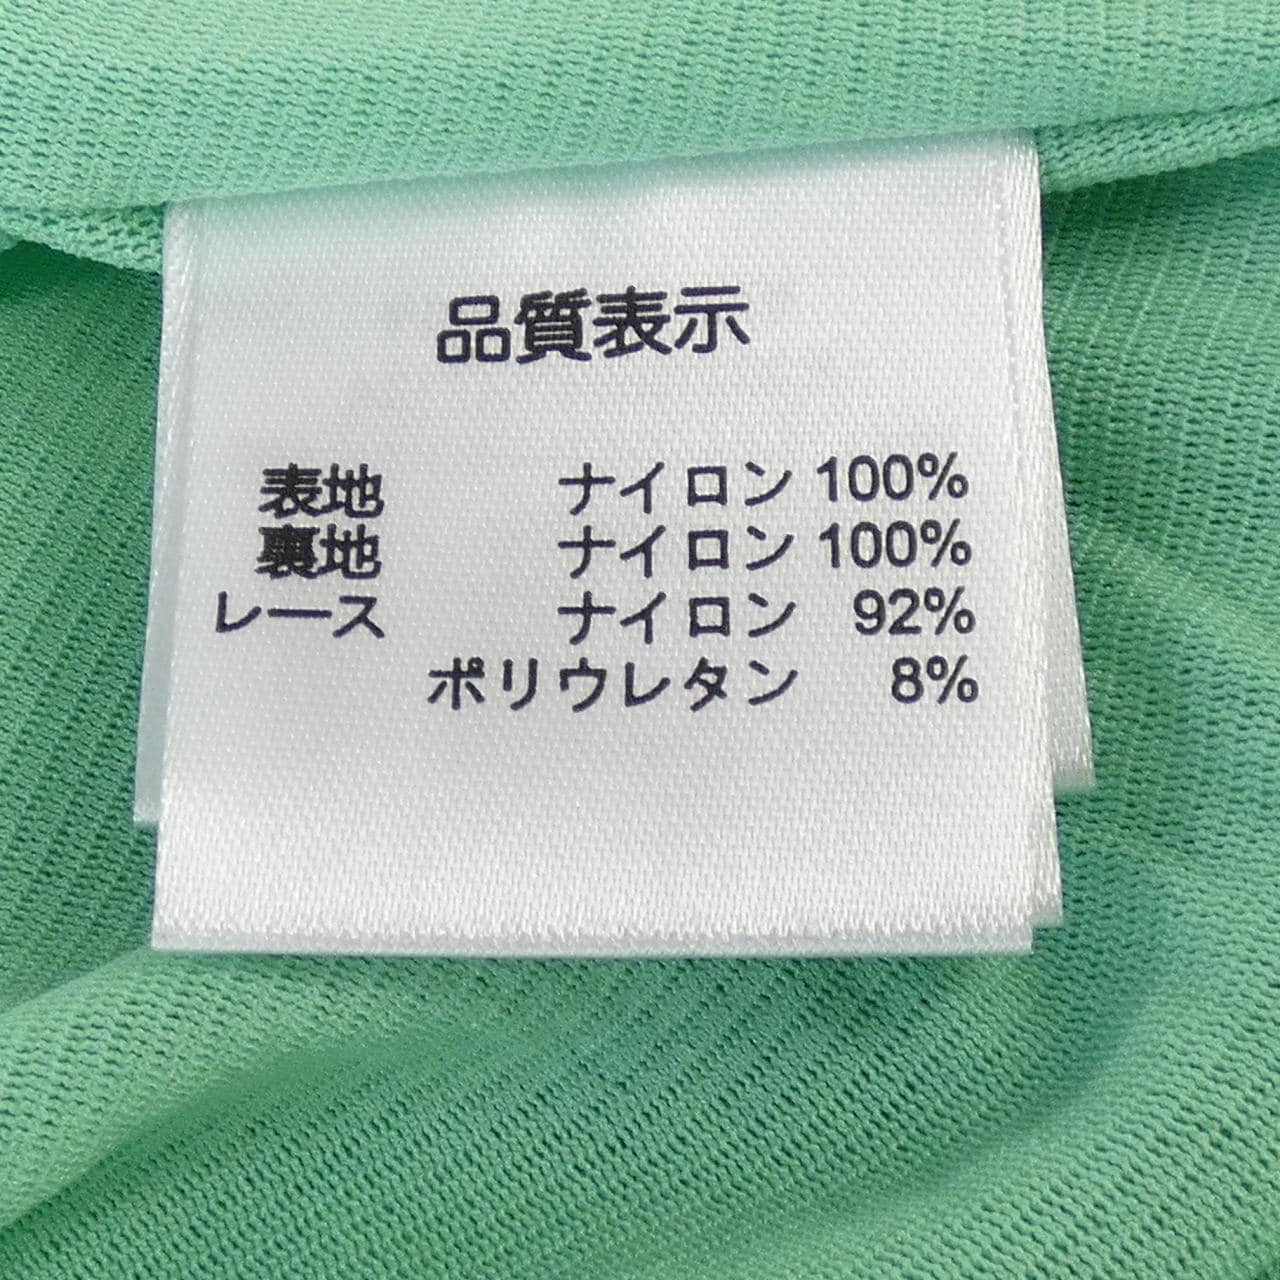 品質表示
表地 ナイロン 100%
裏地 ナイロン 100%
レース ナイロン 92%
ポリウレタン 8%